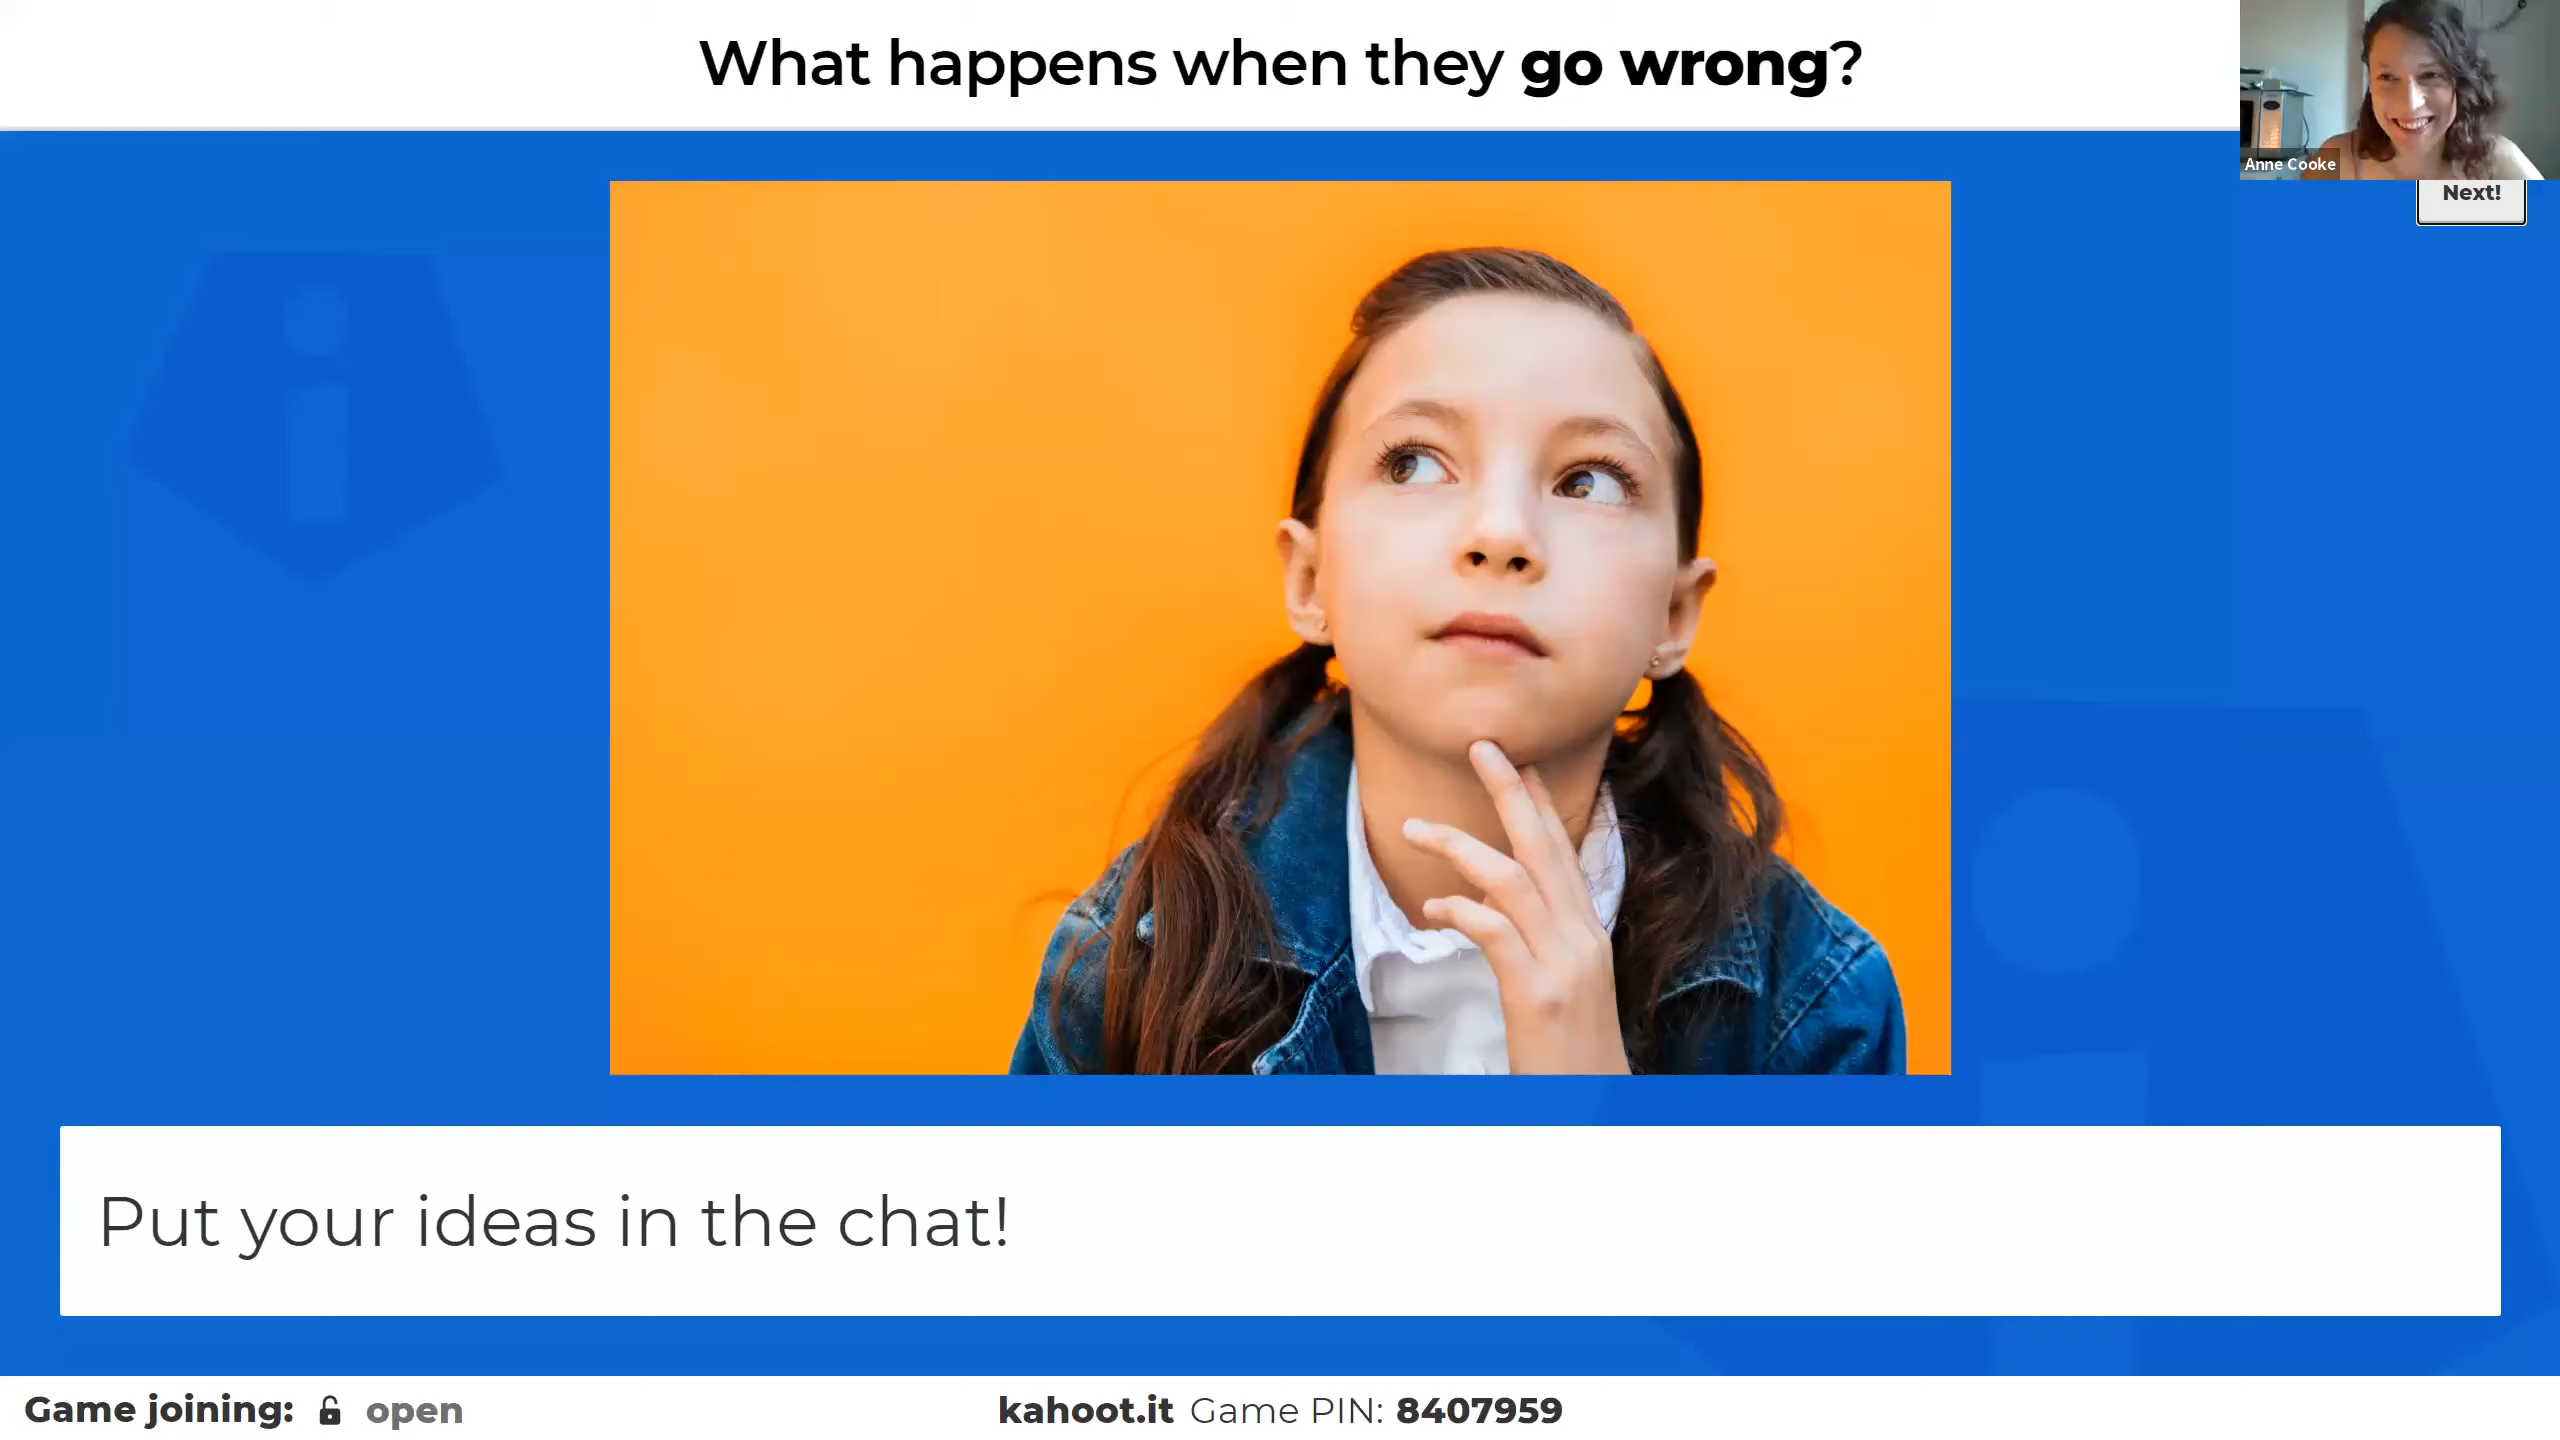 What happens when they go wrong?
Anne Cooke
Next!
Put your ideas in the chat!
Game joining: open
kahoot.it Game PIN: 8407959